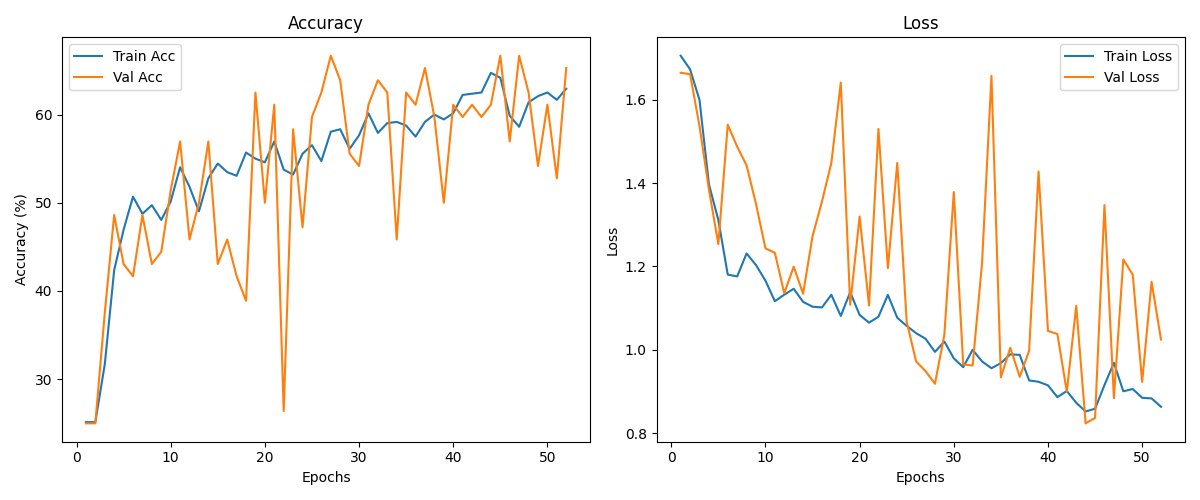 Accuracy
Train Acc
Val Acc
Accuracy (%)
60
50
40
30
0 10 20 30 40 50
Epochs
Loss
Train Loss
Val Loss
Loss
1.6
1.4
1.2
1.0
0.8
0 10 20 30 40 50
Epochs